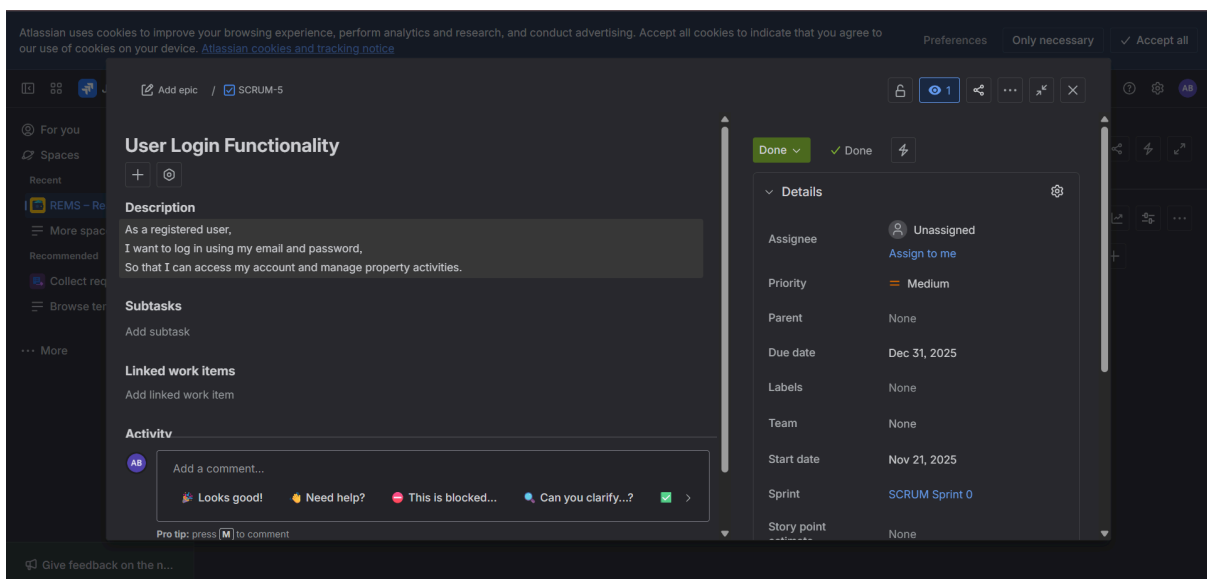 Atlassian uses cookies to improve your browsing experience, perform analytics and research, and conduct advertising. Accept all cookies to indicate that you agree to
our use of cookies on your device. Atlassian cookies and tracking notice
Preferences
Only necessary
Accept all
Add epic / SCRUM-5
1
AB
For you
Spaces
Recent
REMS – Re
More spac
Recommended
Collect req
Browse ter
More
User Login Functionality
Description
As a registered user,
I want to log in using my email and password,
So that I can access my account and manage property activities.
Subtasks
Add subtask
Linked work items
Add linked work item
Activity
AB
Add a comment...
Looks good!
Need help?
This is blocked...
Can you clarify...?
Pro tip: press M to comment
Done
Done
Details
Assignee
Unassigned
Assign to me
Priority
Medium
Parent
None
Due date
Dec 31, 2025
Labels
None
Team
None
Start date
Nov 21, 2025
Sprint
SCRUM Sprint 0
Story point
estimate
None
Give feedback on the n...